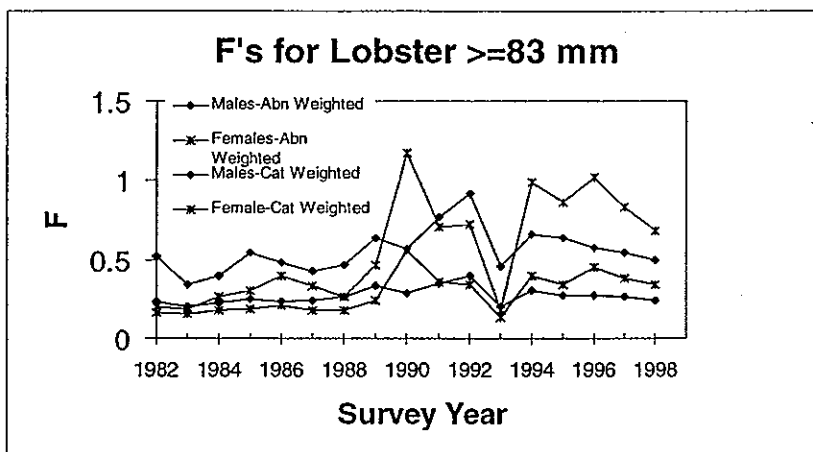 F's for Lobster >=83 mm
1.5
1
0.5
0
F
Males-Abn Weighted
Females-Abn
Weighted
Males-Cat Weighted
Female-Cat Weighted
1982 1984 1986 1988 1990 1992 1994 1996 1998
Survey Year